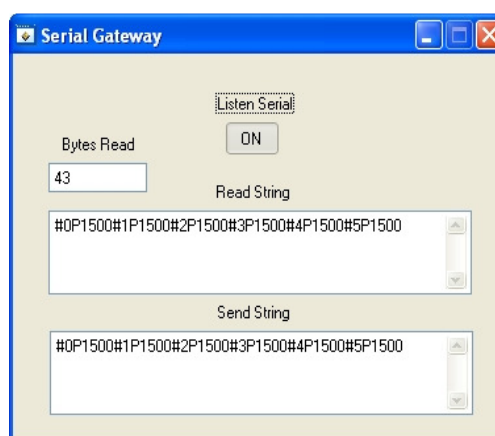 Serial Gateway
Listen Serial
ON
Bytes Read
43
Read String
#0P1500#1P1500#2P1500#3P1500#4P1500#5P1500
Send String
#0P1500#1P1500#2P1500#3P1500#4P1500#5P1500